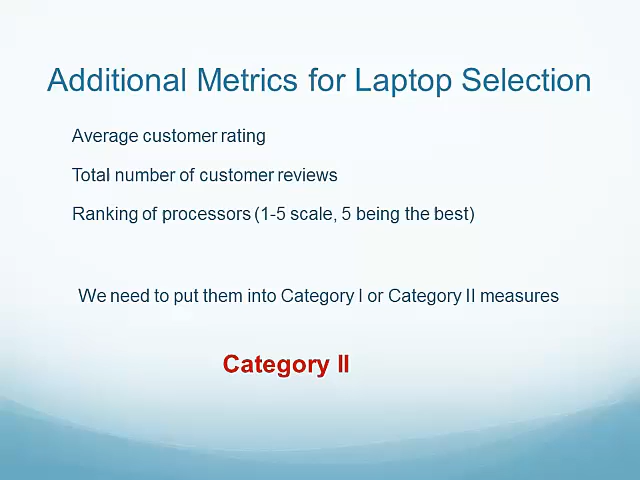 Additional Metrics for Laptop Selection
Average customer rating
Total number of customer reviews
Ranking of processors (1-5 scale, 5 being the best)
We need to put them into Category I or Category II measures
Category II